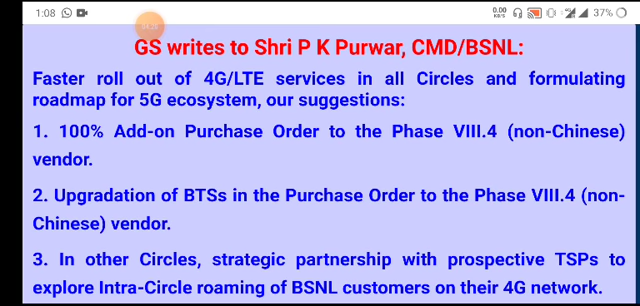 1:08
0.00 KB/S 4G 37%
GS writes to Shri P K Purwar, CMD/BSNL:
Faster roll out of 4G/LTE services in all Circles and formulating
roadmap for 5G ecosystem, our suggestions:
1. 100% Add-on Purchase Order to the Phase VIII.4 (non-Chinese)
vendor.
2. Upgradation of BTSs in the Purchase Order to the Phase VIII.4 (non-
Chinese) vendor.
3. In other Circles, strategic partnership with prospective TSPs to
explore Intra-Circle roaming of BSNL customers on their 4G network.